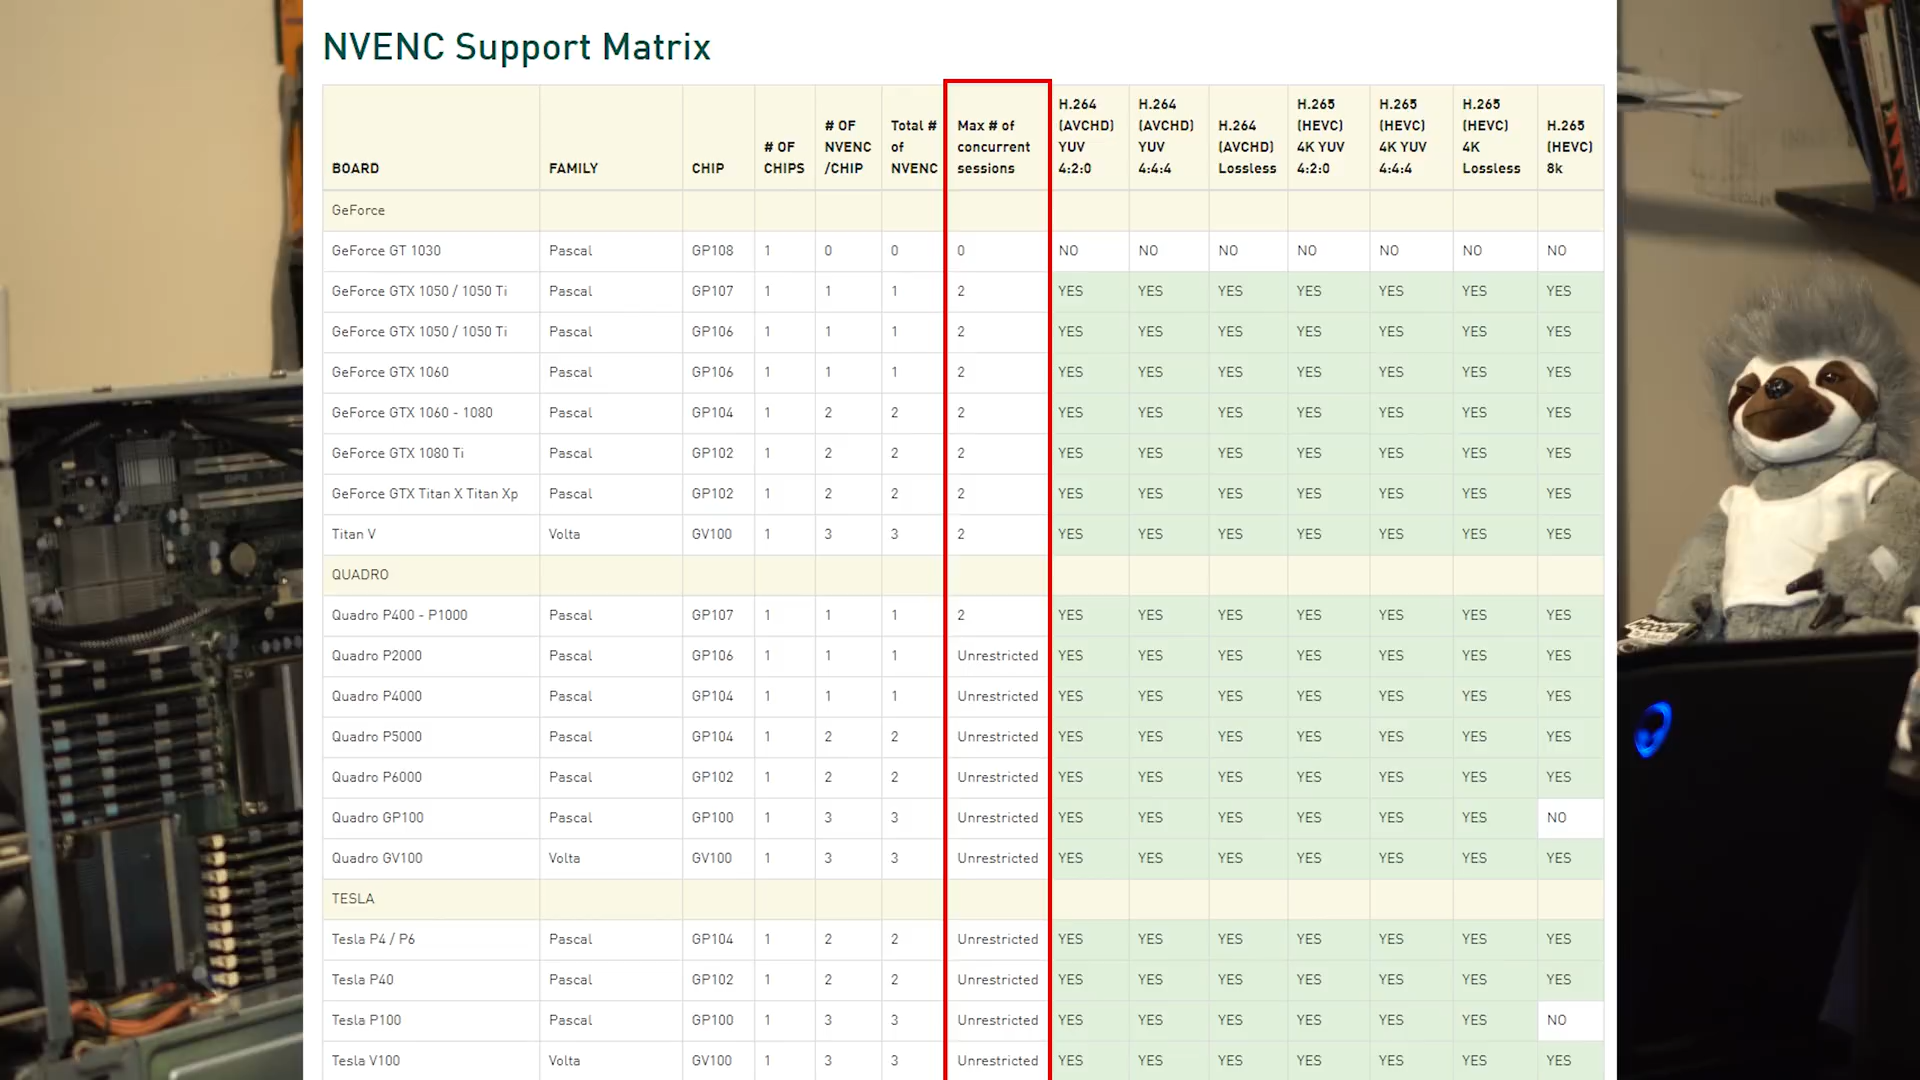 NVENC Support Matrix
BOARD FAMILY CHIP # OF CHIPS # OF NVENC /CHIP Total # of NVENC Max # of concurrent sessions H.264 (AVCHD) YUV 4:2:0 H.264 (AVCHD) YUV 4:4:4 H.264 (AVCHD) Lossless H.265 (HEVC) 4K YUV 4:2:0 H.265 (HEVC) 4K YUV 4:4:4 H.265 (HEVC) 4K Lossless H.265 (HEVC) 8k
GeForce
GeForce GT 1030 Pascal GP108 1 0 0 0 NO NO NO NO NO NO NO
GeForce GTX 1050 / 1050 Ti Pascal GP107 1 1 1 2 YES YES YES YES YES YES YES
GeForce GTX 1050 / 1050 Ti Pascal GP106 1 1 1 2 YES YES YES YES YES YES YES
GeForce GTX 1060 Pascal GP106 1 1 1 2 YES YES YES YES YES YES YES
GeForce GTX 1060 - 1080 Pascal GP104 1 2 2 2 YES YES YES YES YES YES YES
GeForce GTX 1080 Ti Pascal GP102 1 2 2 2 YES YES YES YES YES YES YES
GeForce GTX Titan X Titan Xp Pascal GP102 1 2 2 2 YES YES YES YES YES YES YES
Titan V Volta GV100 1 3 3 2 YES YES YES YES YES YES YES
QUADRO
Quadro P400 - P1000 Pascal GP107 1 1 1 2 YES YES YES YES YES YES YES
Quadro P2000 Pascal GP106 1 1 1 Unrestricted YES YES YES YES YES YES YES
Quadro P4000 Pascal GP104 1 1 1 Unrestricted YES YES YES YES YES YES YES
Quadro P5000 Pascal GP104 1 2 2 Unrestricted YES YES YES YES YES YES YES
Quadro P6000 Pascal GP102 1 2 2 Unrestricted YES YES YES YES YES YES YES
Quadro GP100 Pascal GP100 1 3 3 Unrestricted YES YES YES YES YES YES NO
Quadro GV100 Volta GV100 1 3 3 Unrestricted YES YES YES YES YES YES YES
TESLA
Tesla P4 / P6 Pascal GP104 1 2 2 Unrestricted YES YES YES YES YES YES YES
Tesla P40 Pascal GP102 1 2 2 Unrestricted YES YES YES YES YES YES YES
Tesla P100 Pascal GP100 1 3 3 Unrestricted YES YES YES YES YES YES NO
Tesla V100 Volta GV100 1 3 3 Unrestricted YES YES YES YES YES YES YES